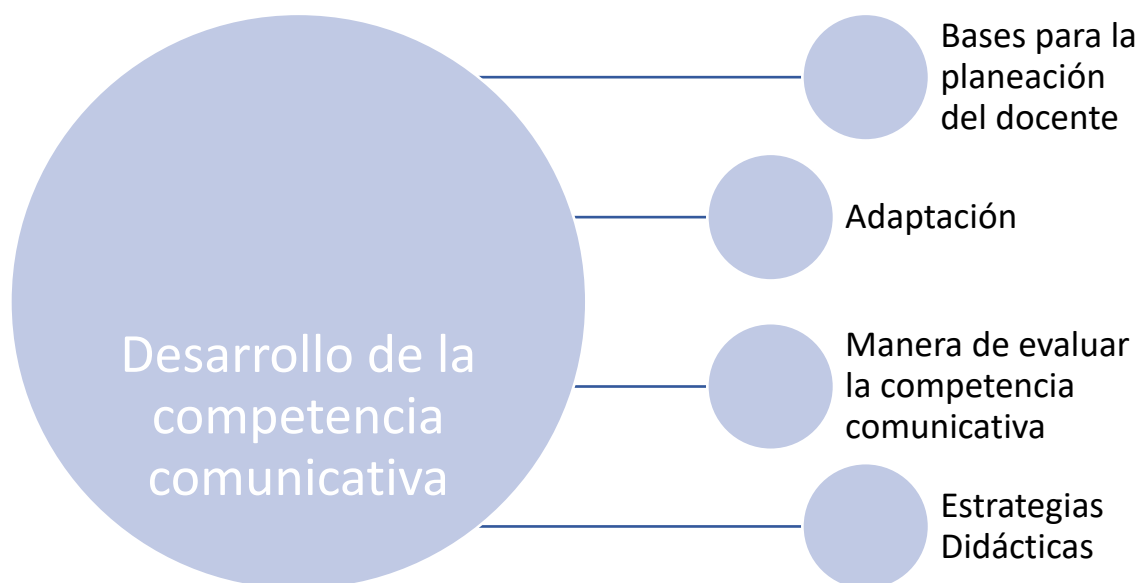 Desarrollo de la
competencia
comunicativa
Bases para la
planeación
del docente
Adaptación
Manera de evaluar
la competencia
comunicativa
Estrategias
Didácticas